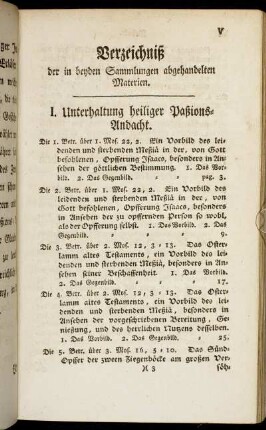 V
Verzeichniß
der in beyden Sammlungen abgehandelten
Materien.
I. Unterhaltung heiliger Paßions-
Andacht.
Die 1. Betr. über 1. Mos. 22, 2. Ein Vorbild des lei-
denden und sterbenden Meßiä in der, von Gott
befohlenen, Opfferung Isaacs, besonders in An-
sehen der göttlichen Bestimmung. 1. Das Vor-
bild. 2. Das Gegenbild. pag. 3.
Die 2. Betr. über 1. Mos. 22, 2. Ein Vorbild des
leidenden und sterbenden Meßiä in der, von
Gott befohlenen, Opfferung Isaacs, besonders
in Ansehen der zu opffernden Person so wohl,
als der Opfferung selbst. 1. Das Vorbild. 2. Das
Gegenbild. 9.
Die 3. Betr. über 2. Mos. 12, 3-13. Das Oster-
lamm altes Testaments, ein Vorbild des lei-
denden und sterbenden Meßiä, besonders in An-
sehen seiner Beschaffenheit. 1. Das Vorbild.
2. Das Gegenbild. 17.
Die 4. Betr. über 2. Mos. 12, 3-13. Das Oster-
lamm altes Testaments, ein Vorbild des lei-
denden und sterbenden Meßiä, besonders in Ansehen
der vorgeschriebenen Bereitung, Ge-
niessung, und des herrlichen Nutzens desselben.
1. Das Vorbild. 2. Das Gegenbild. 25.
Die 5. Betr. über 3. Mos. 16, 5-10. Das Sünd-
Opffer der zween Ziegenböcke am großen Ver-
söh-